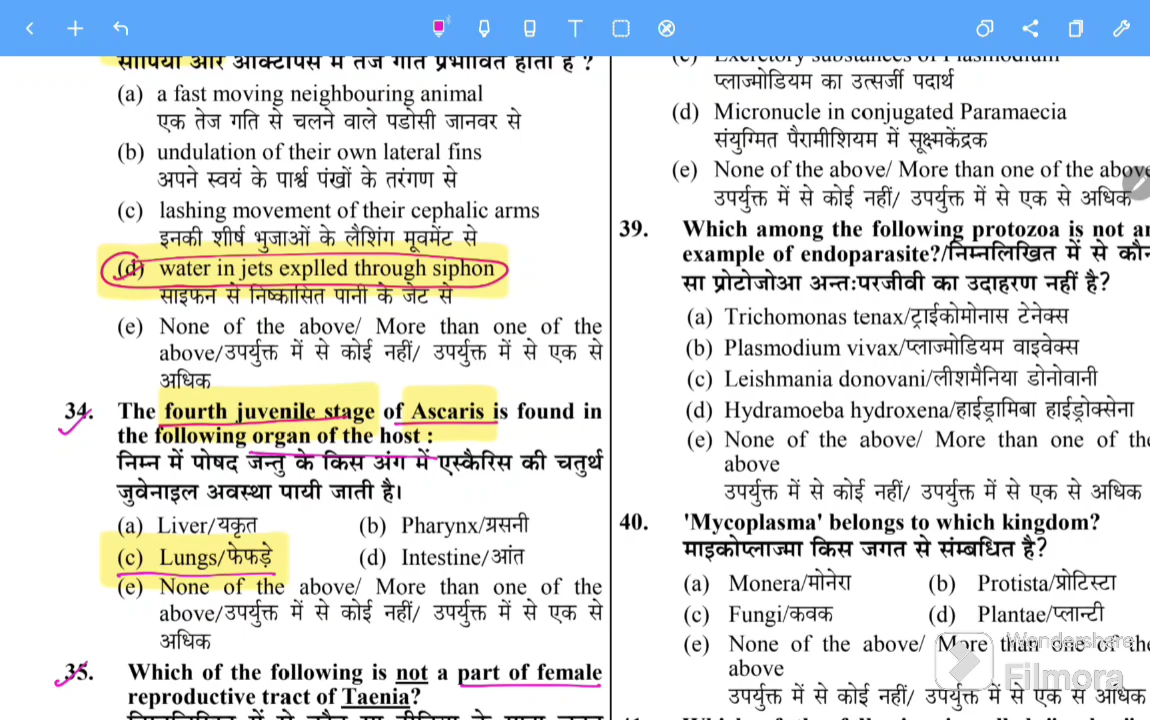 सीपियों और ऑक्टोपस में तेज गति प्रभावित होती है ?
(a) a fast moving neighbouring animal
एक तेज गति से चलने वाले पडोसी जानवर से
(b) undulation of their own lateral fins
अपने स्वयं के पार्श्व पंखों के तरंगण से
(c) lashing movement of their cephalic arms
इनकी शीर्ष भुजाओं के लैशिंग मूवमेंट से
(d) water in jets explled through siphon
साइफन से निष्कासित पानी के जेट से
(e) None of the above/ More than one of the
above/उपर्युक्त में से कोई नहीं/ उपर्युक्त में से एक से
अधिक
34. The fourth juvenile stage of Ascaris is found in
the following organ of the host :
निम्न में पोषद जन्तु के किस अंग में एस्कैरिस की चतुर्थ
जुवेनाइल अवस्था पायी जाती है।
(a) Liver/यकृत (b) Pharynx/ग्रसनी
(c) Lungs/फेफड़े (d) Intestine/आंत
(e) None of the above/ More than one of the
above/उपर्युक्त में से कोई नहीं/ उपर्युक्त में से एक से
अधिक
35. Which of the following is not a part of female
reproductive tract of Taenia?
(c) Excretory substances of Plasmodium
प्लाज्मोडियम का उत्सर्जी पदार्थ
(d) Micronucle in conjugated Paramaecia
संयुग्मित पैरामीशियम में सूक्ष्मकेंद्रक
(e) None of the above/ More than one of the above
उपर्युक्त में से कोई नहीं/ उपर्युक्त में से एक से अधिक
39. Which among the following protozoa is not an
example of endoparasite?/निम्नलिखित में से कौन
सा प्रोटोजोआ अन्तःपरजीवी का उदाहरण नहीं है?
(a) Trichomonas tenax/ट्राईकोमोनास टेनेक्स
(b) Plasmodium vivax/प्लाज्मोडियम वाइवेक्स
(c) Leishmania donovani/लीशमैनिया डोनोवानी
(d) Hydramoeba hydroxena/हाईड्रामिबा हाईड्रोक्सेना
(e) None of the above/ More than one of the
above
उपर्युक्त में से कोई नहीं/ उपर्युक्त में से एक से अधिक
40. 'Mycoplasma' belongs to which kingdom?
माइकोप्लाज्मा किस जगत से संम्बधित है?
(a) Monera/मोनेरा (b) Protista/प्रोटिस्टा
(c) Fungi/कवक (d) Plantae/प्लान्टी
(e) None of the above/ More than one of the
above
उपर्युक्त में से कोई नहीं/ उपर्युक्त में से एक से अधिक
Wondershare
Filmora